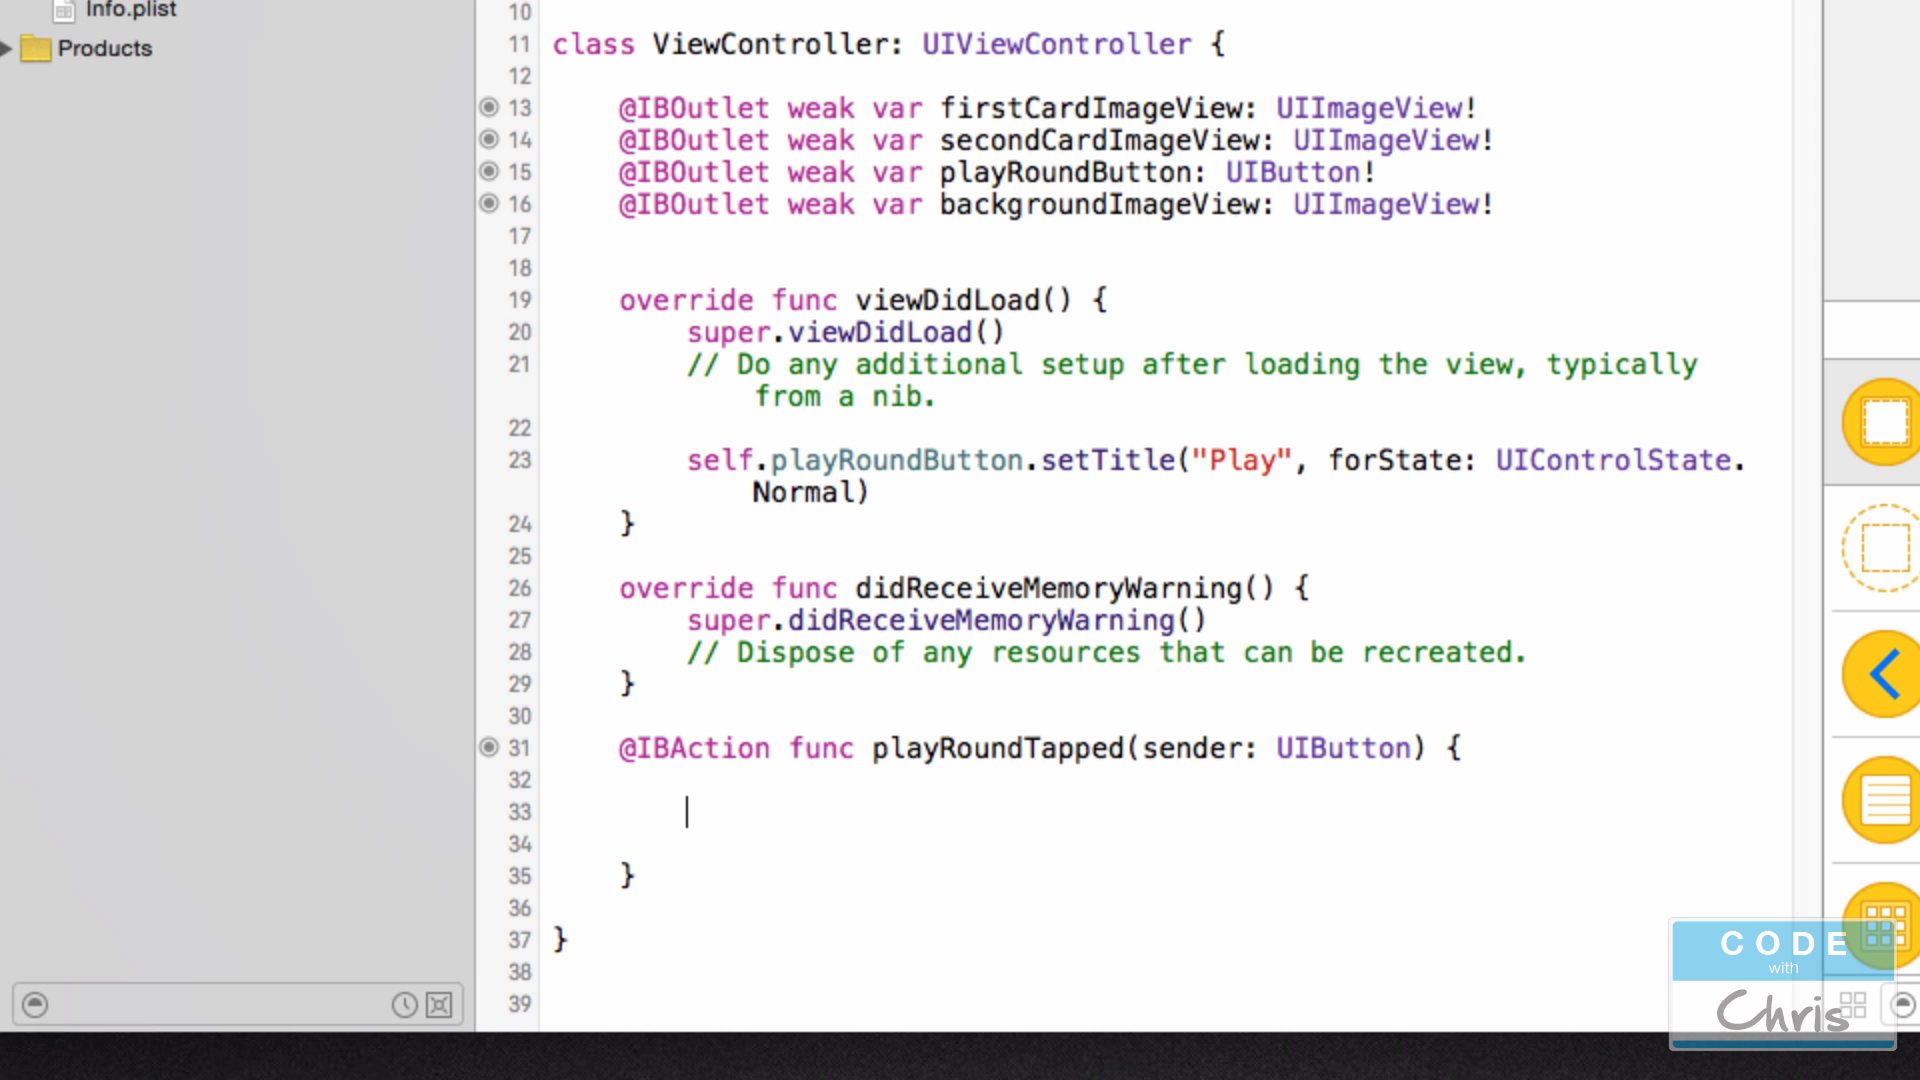 Info.plist
Products
10
11 class ViewController: UIViewController {
12
13 @IBOutlet weak var firstCardImageView: UIImageView!
14 @IBOutlet weak var secondCardImageView: UIImageView!
15 @IBOutlet weak var playRoundButton: UIButton!
16 @IBOutlet weak var backgroundImageView: UIImageView!
17
18
19 override func viewDidLoad() {
20 super.viewDidLoad()
21 // Do any additional setup after loading the view, typically
from a nib.
22
23 self.playRoundButton.setTitle("Play", forState: UIControlState.
Normal)
24 }
25
26 override func didReceiveMemoryWarning() {
27 super.didReceiveMemoryWarning()
28 // Dispose of any resources that can be recreated.
29 }
30
31 @IBAction func playRoundTapped(sender: UIButton) {
32
33
34
35 }
36
37 }
38
39
CODE
with
Chris